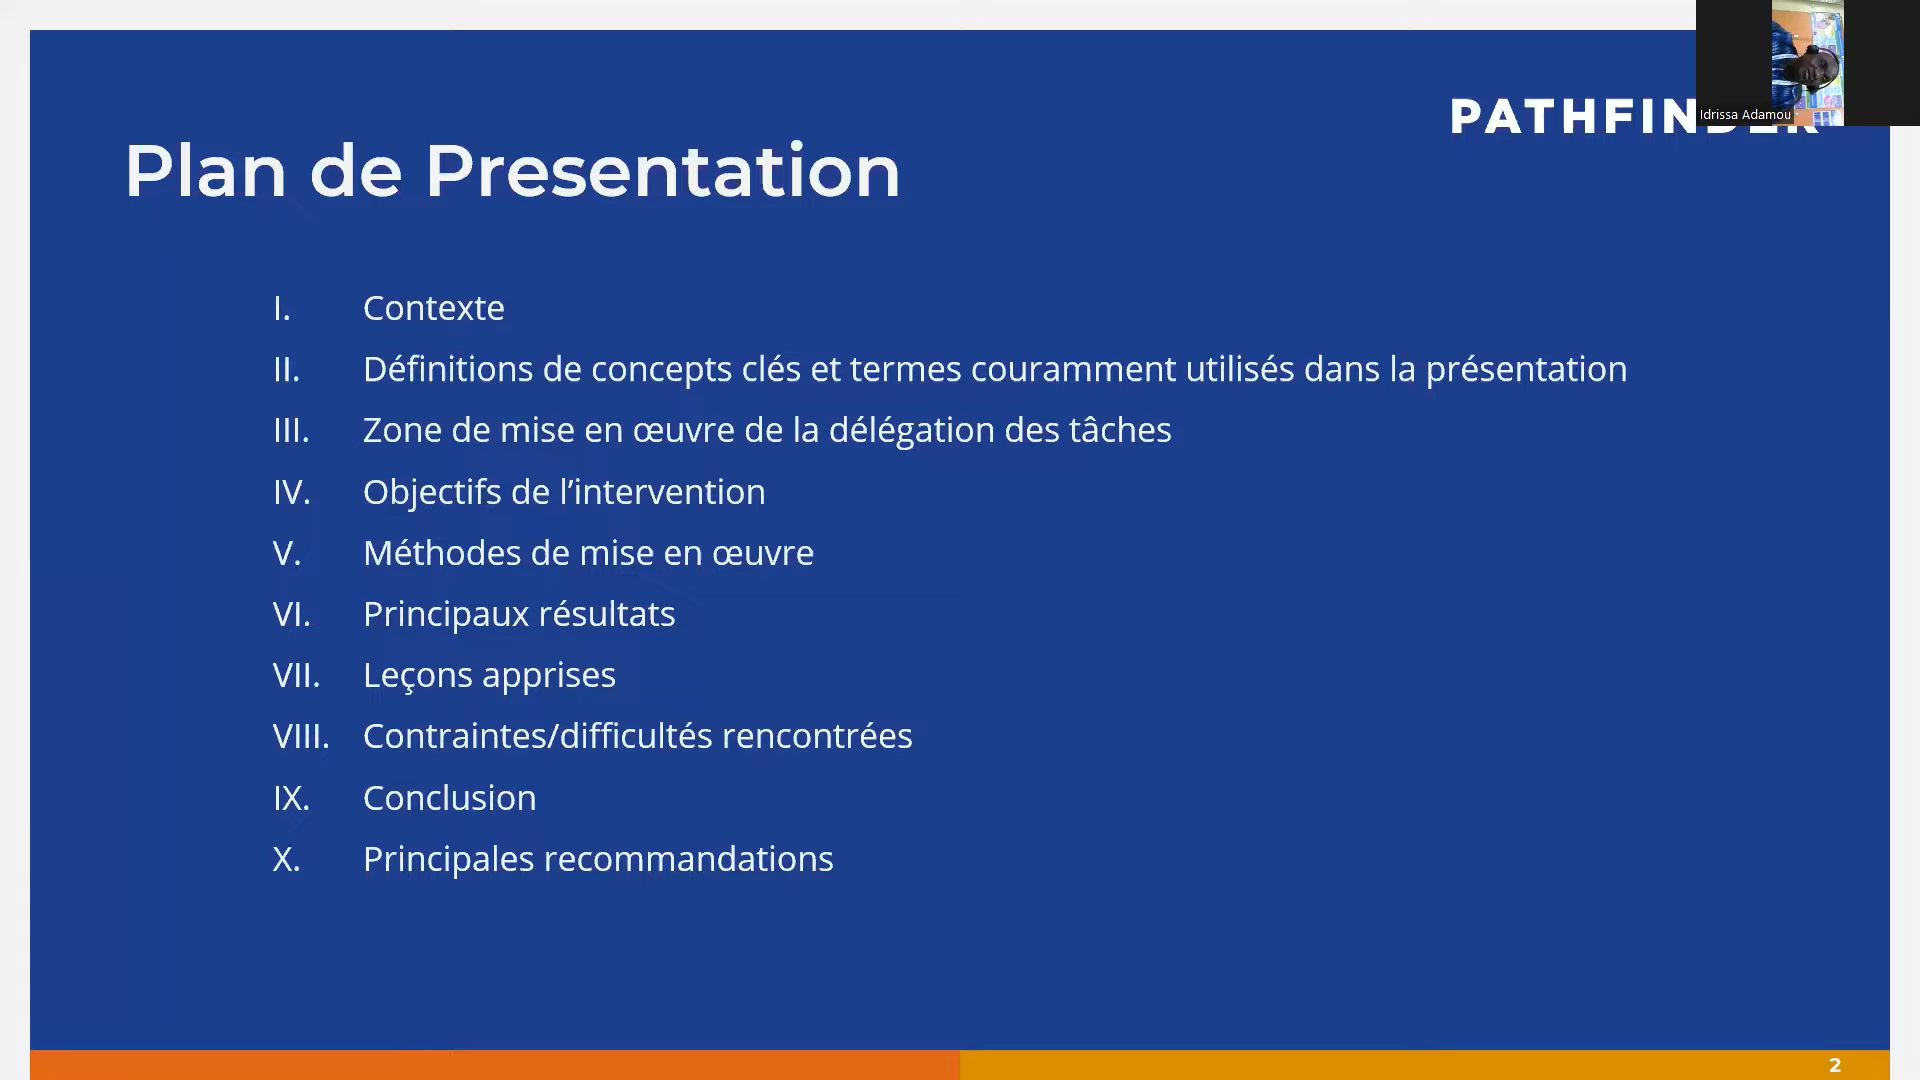 PATHFINDER
Idrissa Adamou
Plan de Presentation
I. Contexte
II. Définitions de concepts clés et termes couramment utilisés dans la présentation
III. Zone de mise en œuvre de la délégation des tâches
IV. Objectifs de l’intervention
V. Méthodes de mise en œuvre
VI. Principaux résultats
VII. Leçons apprises
VIII. Contraintes/difficultés rencontrées
IX. Conclusion
X. Principales recommandations
2